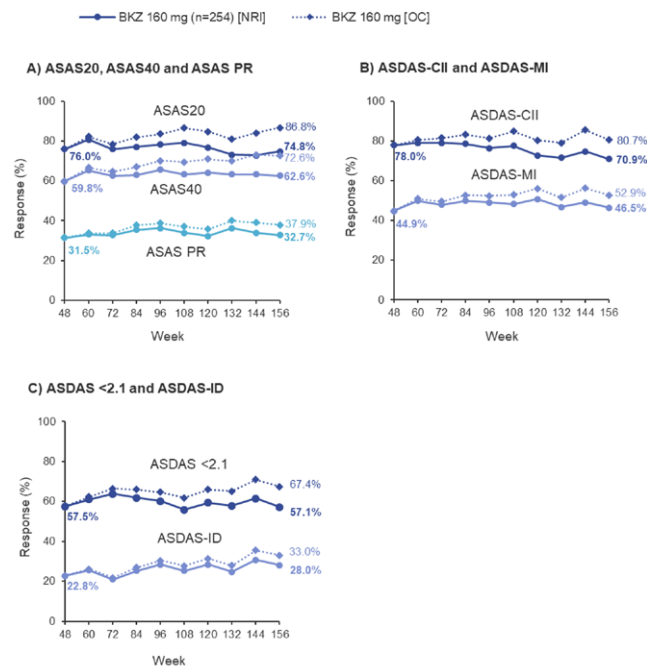 BKZ 160 mg (n=254) [NRI] BKZ 160 mg [OC]
A) ASAS20, ASAS40 and ASAS PR
Response (%)
100
80
60
40
20
0
ASAS20
86.8%
76.0%
74.8%
72.6%
59.8%
ASAS40
62.6%
37.9%
31.5%
32.7%
ASAS PR
48 60 72 84 96 108 120 132 144 156
Week
B) ASDAS-CII and ASDAS-MI
Response (%)
100
80
60
40
20
0
ASDAS-CII
80.7%
78.0%
70.9%
ASDAS-MI
52.9%
46.5%
44.9%
48 60 72 84 96 108 120 132 144 156
Week
C) ASDAS <2.1 and ASDAS-ID
Response (%)
100
80
60
40
20
0
ASDAS <2.1
67.4%
57.5%
57.1%
ASDAS-ID
33.0%
28.0%
22.8%
48 60 72 84 96 108 120 132 144 156
Week